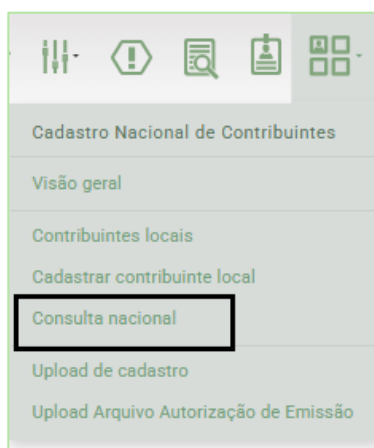 Cadastro Nacional de Contribuintes
Visão geral
Contribuintes locais
Cadastrar contribuinte local
Consulta nacional
Upload de cadastro
Upload Arquivo Autorização de Emissão